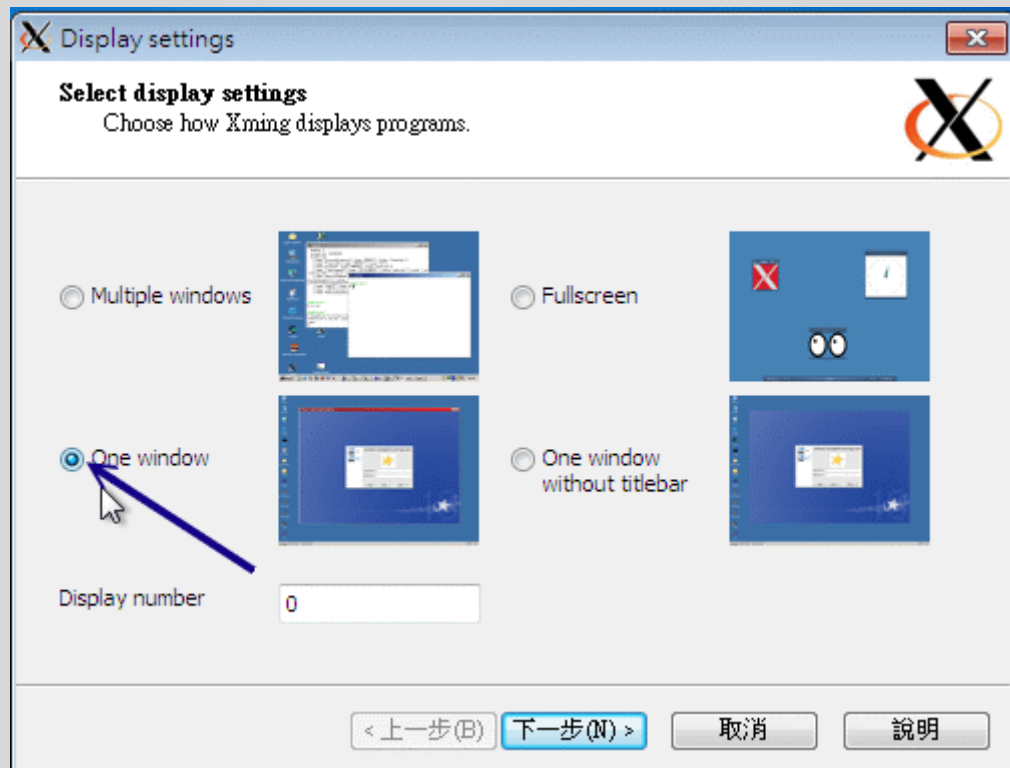 Display settings
Select display settings
Choose how Xming displays programs.
Multiple windows
Fullscreen
One window
One window
without titlebar
Display number
0
< 上一步(B)
下一步(N) >
取消
說明